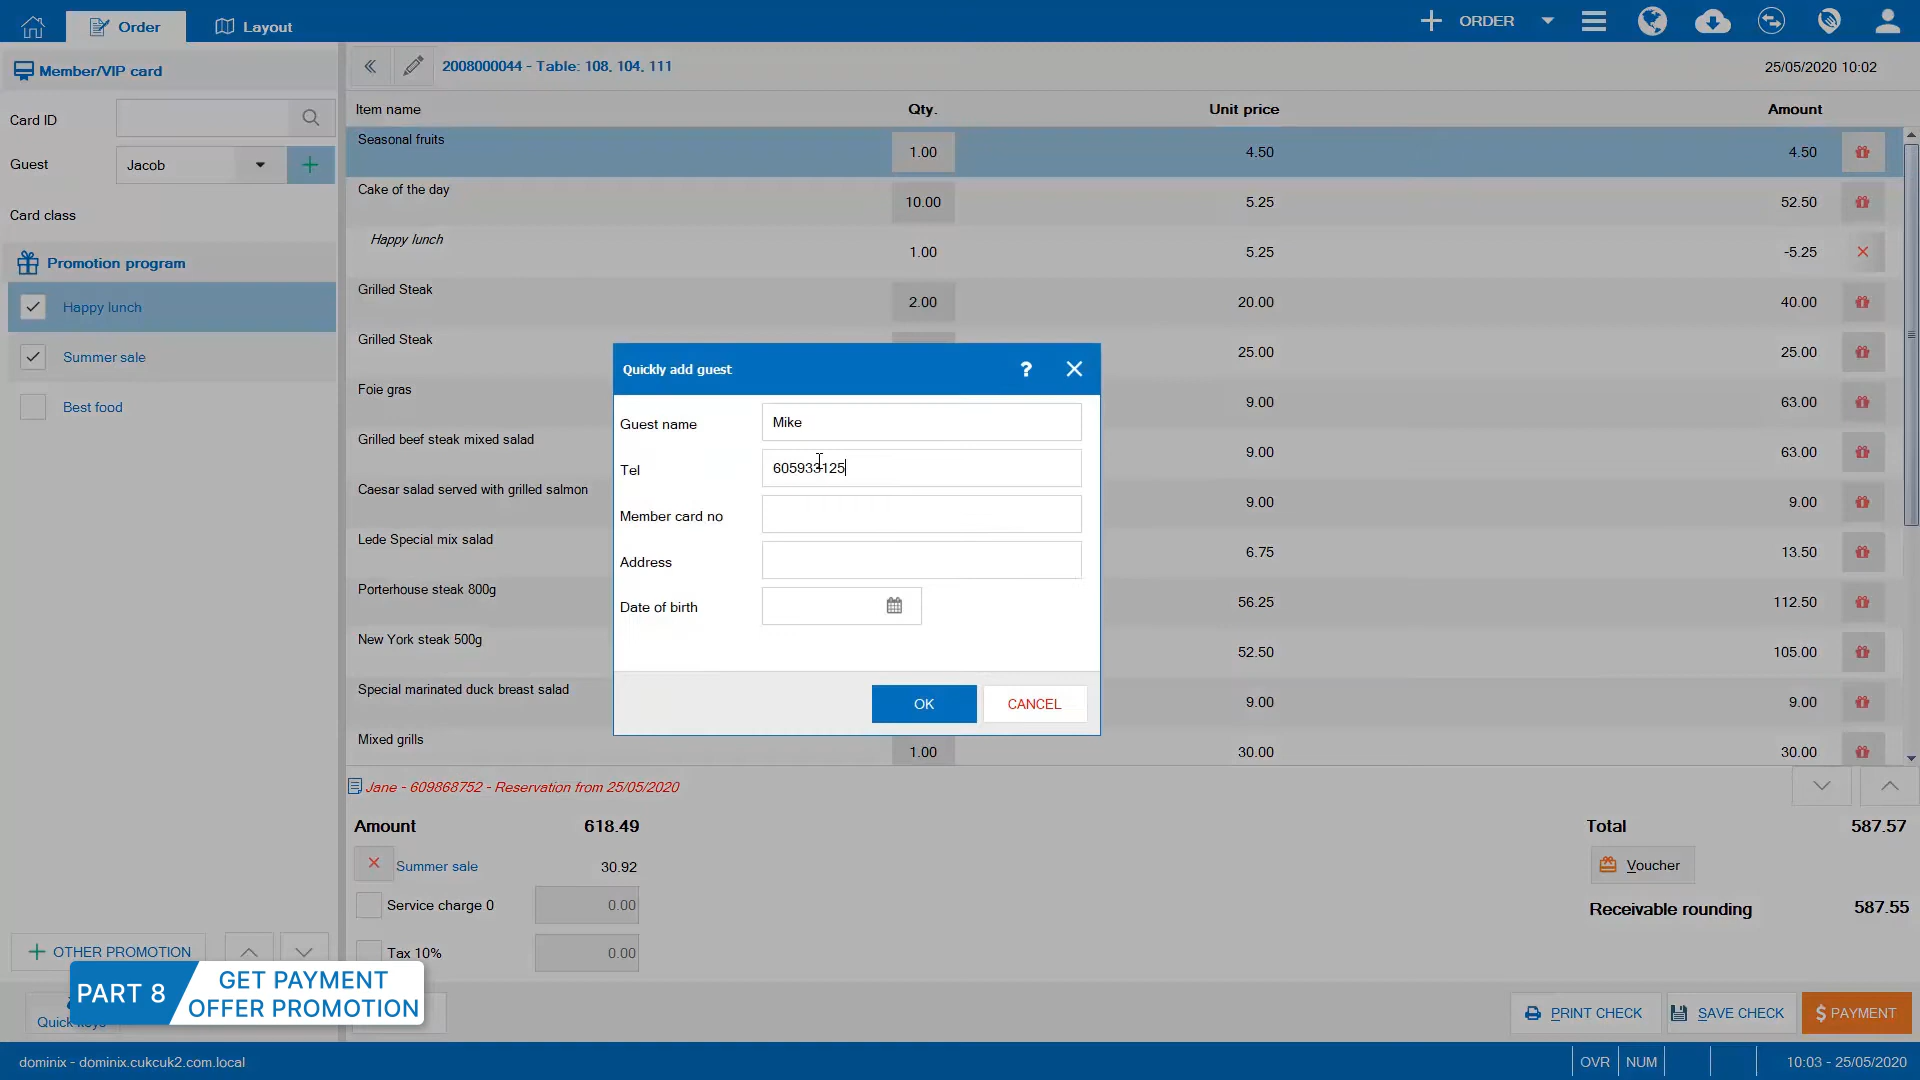 Order
Layout
ORDER
Member/VIP card
2008000044 - Table: 108, 104, 111
25/05/2020 10:02
Card ID
Guest
Jacob
Card class
Promotion program
Happy lunch
Summer sale
Best food
Item name Qty. Unit price Amount
Seasonal fruits 1.00 4.50 4.50
Cake of the day 10.00 5.25 52.50
Happy lunch 1.00 5.25 -5.25
Grilled Steak 2.00 20.00 40.00
Grilled Steak 25.00 25.00
Foie gras 9.00 63.00
Grilled beef steak mixed salad 9.00 63.00
Caesar salad served with grilled salmon 9.00 9.00
Lede Special mix salad 6.75 13.50
Porterhouse steak 800g 56.25 112.50
New York steak 500g 52.50 105.00
Special marinated duck breast salad 9.00 9.00
Mixed grills 1.00 30.00 30.00
Quickly add guest ?
Guest name Mike
Tel 605933125
Member card no
Address
Date of birth
OK CANCEL
Jane - 609868752 - Reservation from 25/05/2020
Amount 618.49
Summer sale 30.92
Service charge 0 0.00
Tax 10% 0.00
Total 587.57
Voucher
Receivable rounding 587.55
OTHER PROMOTION
PART 8
GET PAYMENT
OFFER PROMOTION
PRINT CHECK
SAVE CHECK
$ PAYMENT
dominix - dominix.cukcuk2.com.local
OVR NUM
10:03 - 25/05/2020